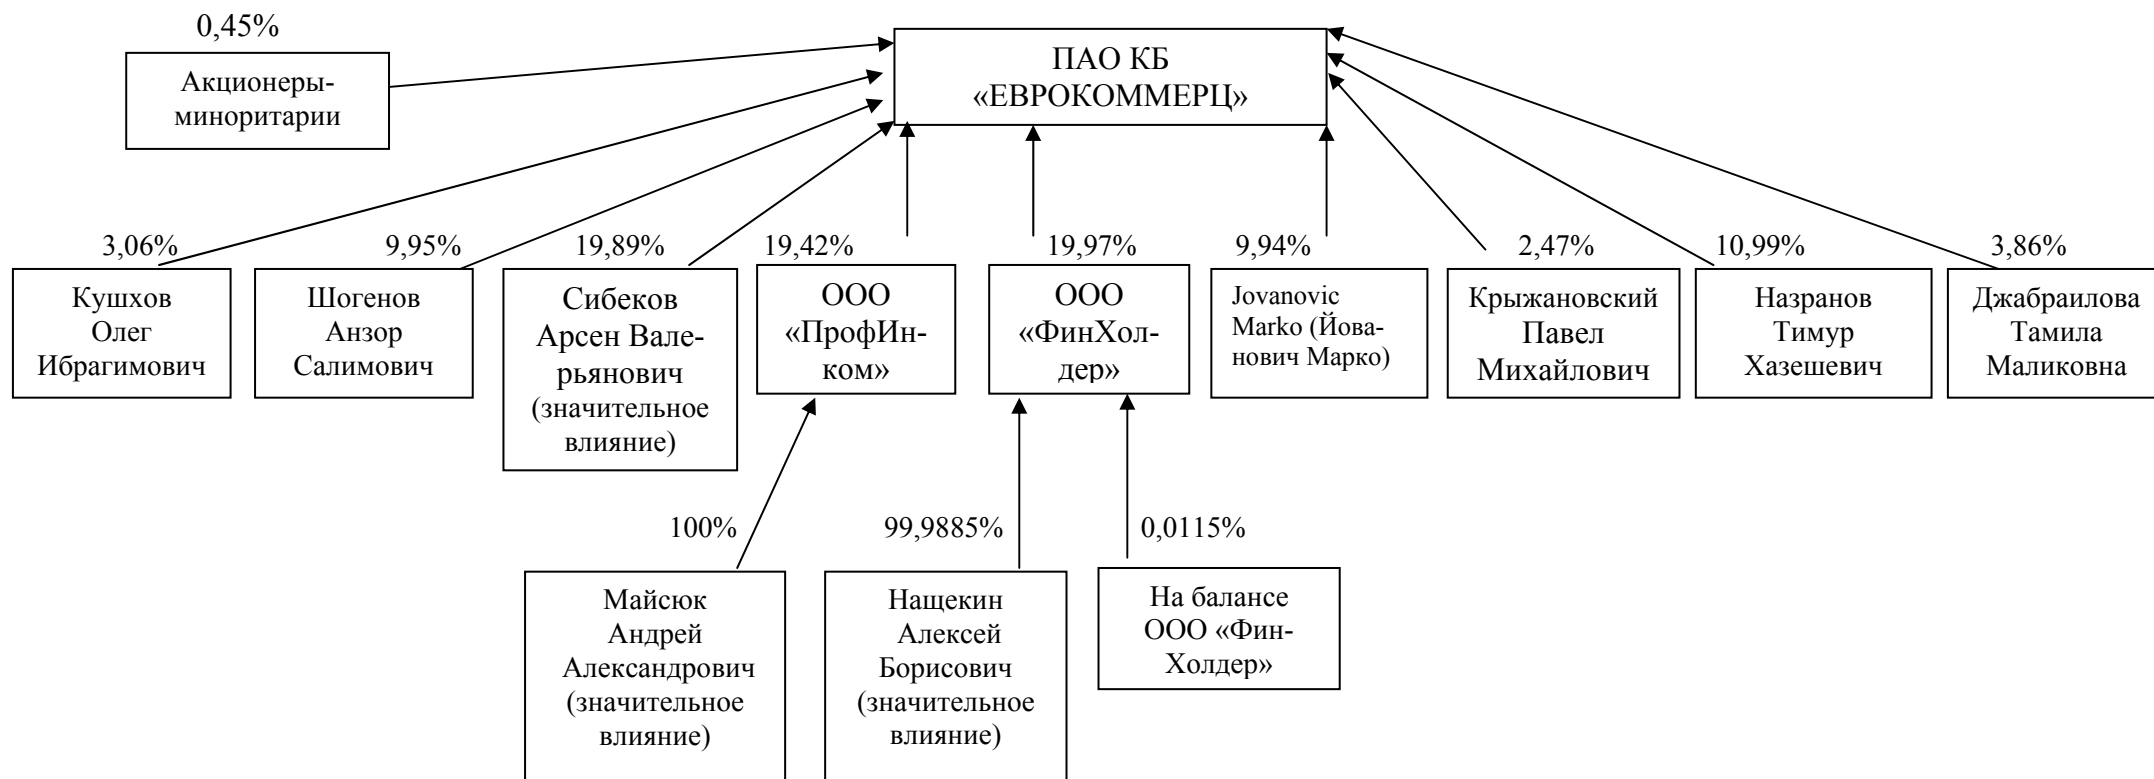 0,45%
Акционеры-
миноритарии
ПАО КБ
«ЕВРОКОММЕРЦ»
3,06%
Кушхов
Олег
Ибрагимович
9,95%
Шогенов
Анзор
Салимович
19,89%
Сибеков
Арсен Вале-
рьянович
(значительное
влияние)
19,42%
ООО
«ПрофИн-
ком»
19,97%
ООО
«ФинХол-
дер»
9,94%
Jovanovic
Marko (Йова-
нович Марко)
2,47%
Крыжановский
Павел
Михайлович
10,99%
Назранов
Тимур
Хазешевич
3,86%
Джабраилова
Тамила
Маликовна
100%
Майсюк
Андрей
Александрович
(значительное
влияние)
99,9885%
Нащекин
Алексей
Борисович
(значительное
влияние)
0,0115%
На балансе
ООО «Фин-
Холдер»